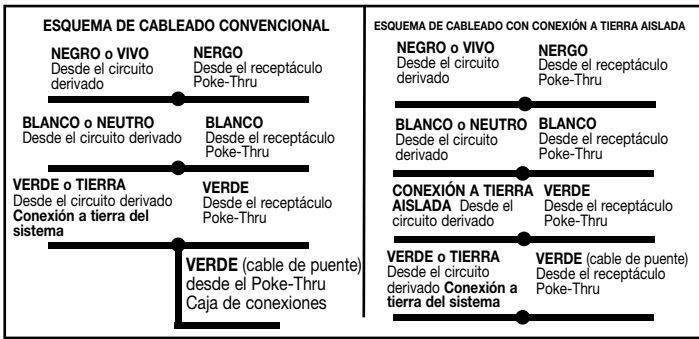 ESQUEMA DE CABLEADO CONVENCIONAL
NEGRO o VIVO
Desde el circuito
derivado
NERGO
Desde el receptáculo
Poke-Thru
BLANCO o NEUTRO
Desde el circuito derivado
BLANCO
Desde el receptáculo
Poke-Thru
VERDE o TIERRA
Desde el circuito derivado
Conexión a tierra del
sistema
VERDE
Desde el receptáculo
Poke-Thru
VERDE (cable de puente)
desde el Poke-Thru
Caja de conexiones
ESQUEMA DE CABLEADO CON CONEXIÓN A TIERRA AISLADA
NEGRO o VIVO
Desde el circuito
derivado
NERGO
Desde el receptáculo
Poke-Thru
BLANCO o NEUTRO
Desde el circuito
derivado
BLANCO
Desde el receptáculo
Poke-Thru
CONEXIÓN A TIERRA
AISLADA Desde el
circuito derivado
VERDE
Desde el receptáculo
Poke-Thru
VERDE o TIERRA
Desde el circuito
derivado Conexión a
tierra del sistema
VERDE (cable de puente)
Desde el receptáculo
Poke-Thru